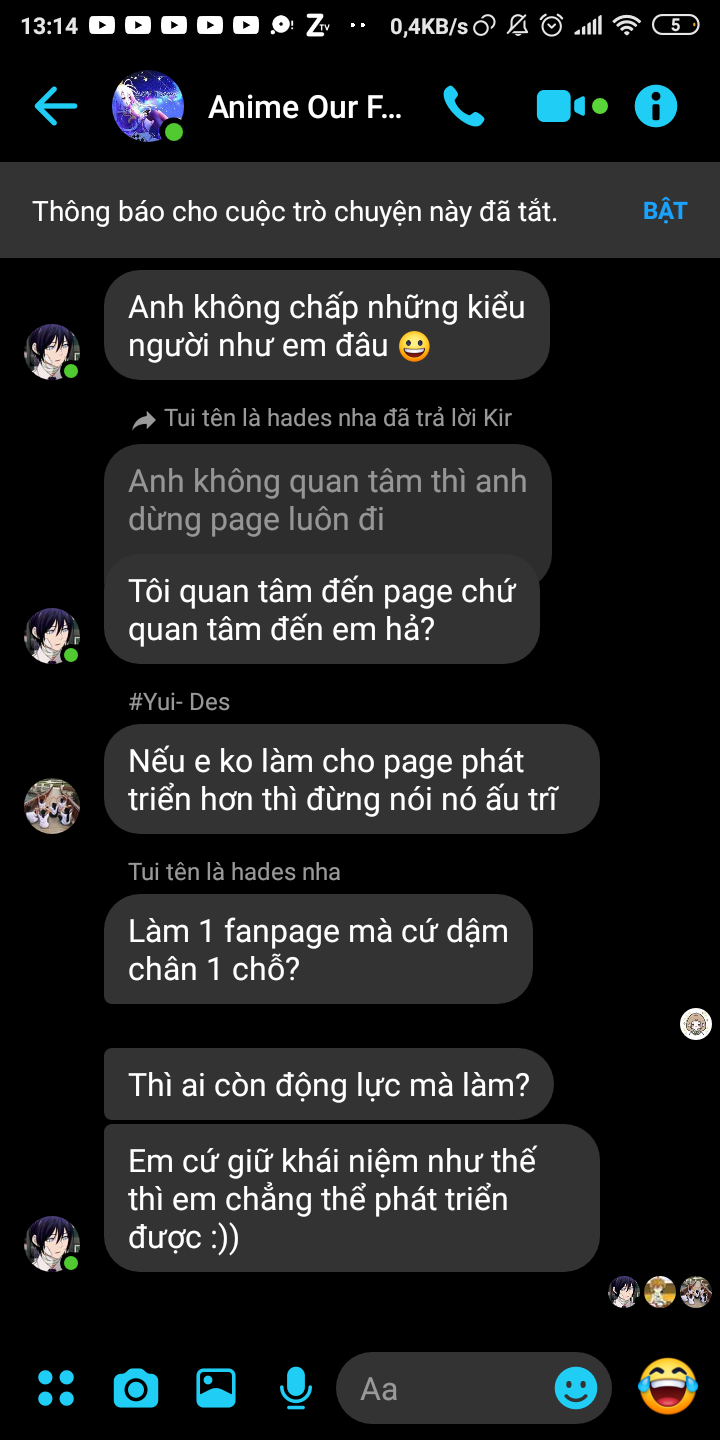 13:14 ZTV 0,4KB/s 5
Anime Our F...
Thông báo cho cuộc trò chuyện này đã tắt. BẬT
Anh không chấp những kiểu
người như em đâu 😀
Tui tên là hades nha đã trả lời Kir
Anh không quan tâm thì anh
dừng page luôn đi
Tôi quan tâm đến page chứ
quan tâm đến em hả?
#Yui- Des
Nếu e ko làm cho page phát
triển hơn thì đừng nói nó ấu trĩ
Tui tên là hades nha
Làm 1 fanpage mà cứ dậm
chân 1 chỗ?
Thì ai còn động lực mà làm?
Em cứ giữ khái niệm như thế
thì em chẳng thể phát triển
được :))
Aa